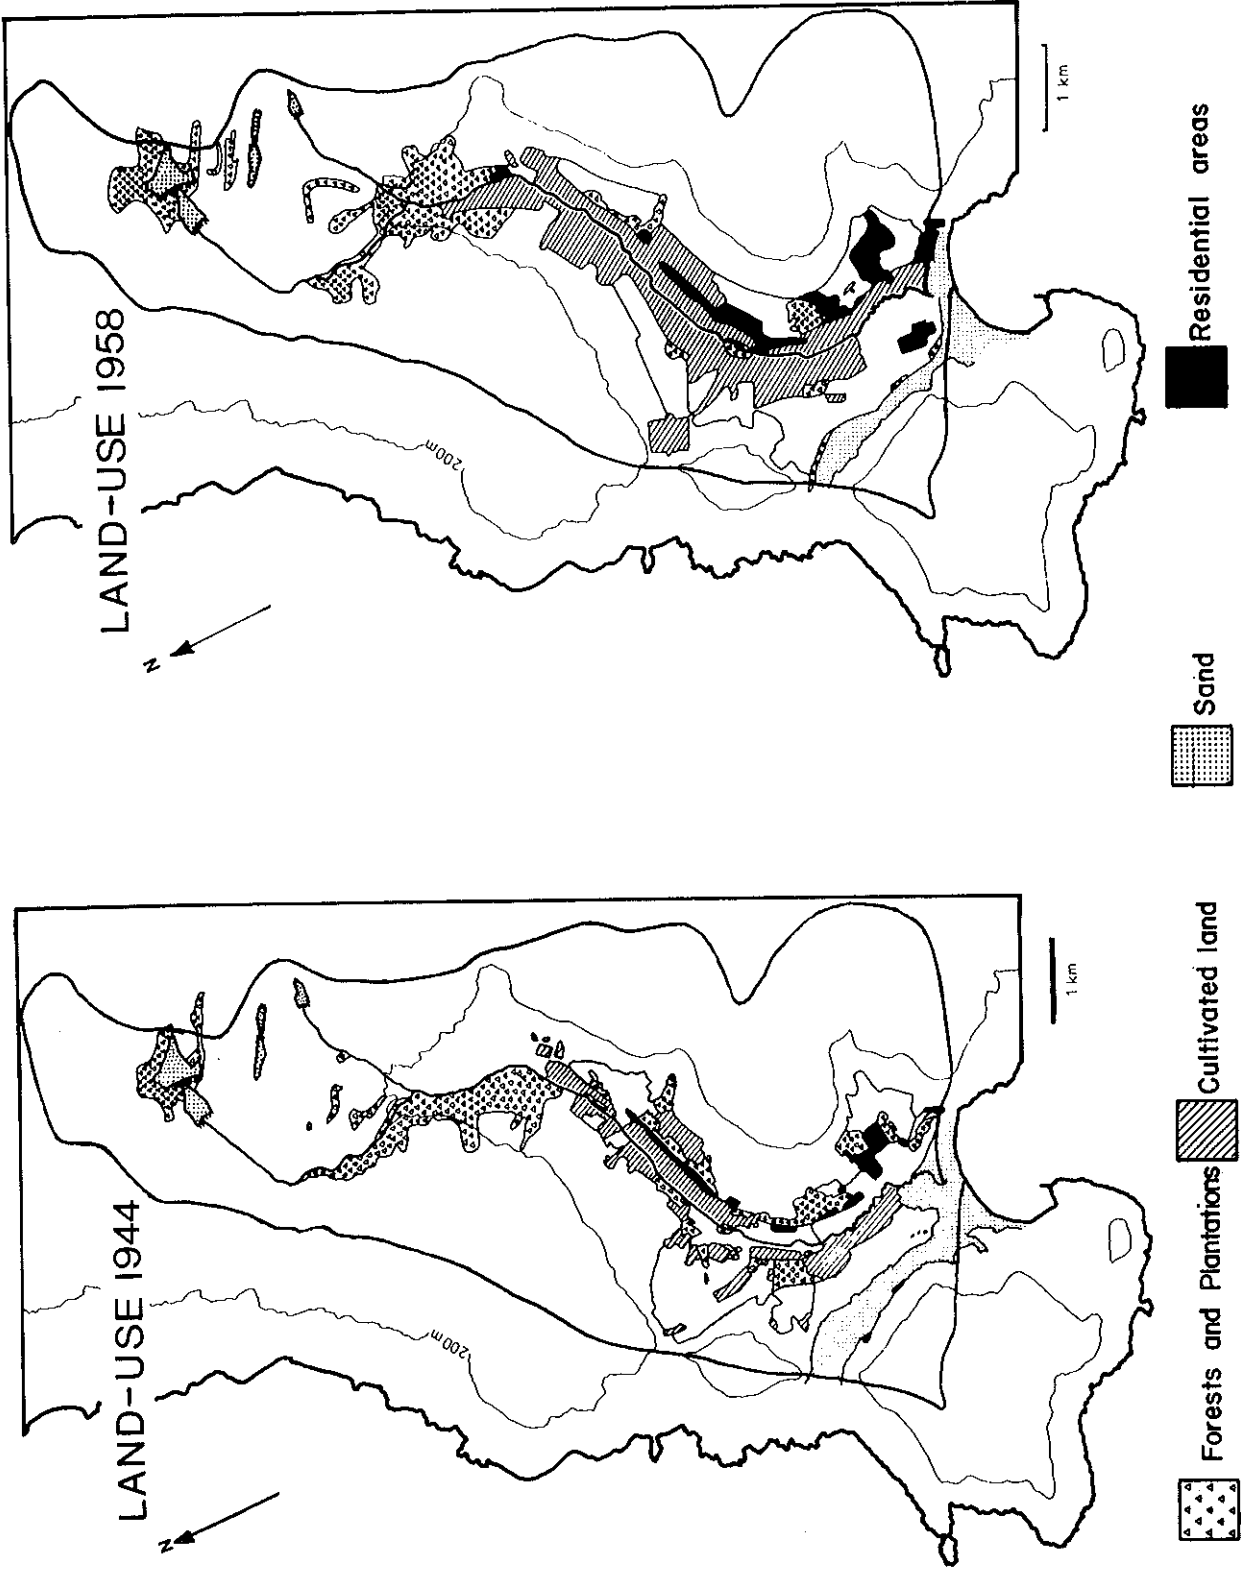 LAND-USE 1944
N
200m
1 km
LAND-USE 1958
N
200m
1 km
Forests and Plantations
Cultivated land
Sand
Residential areas